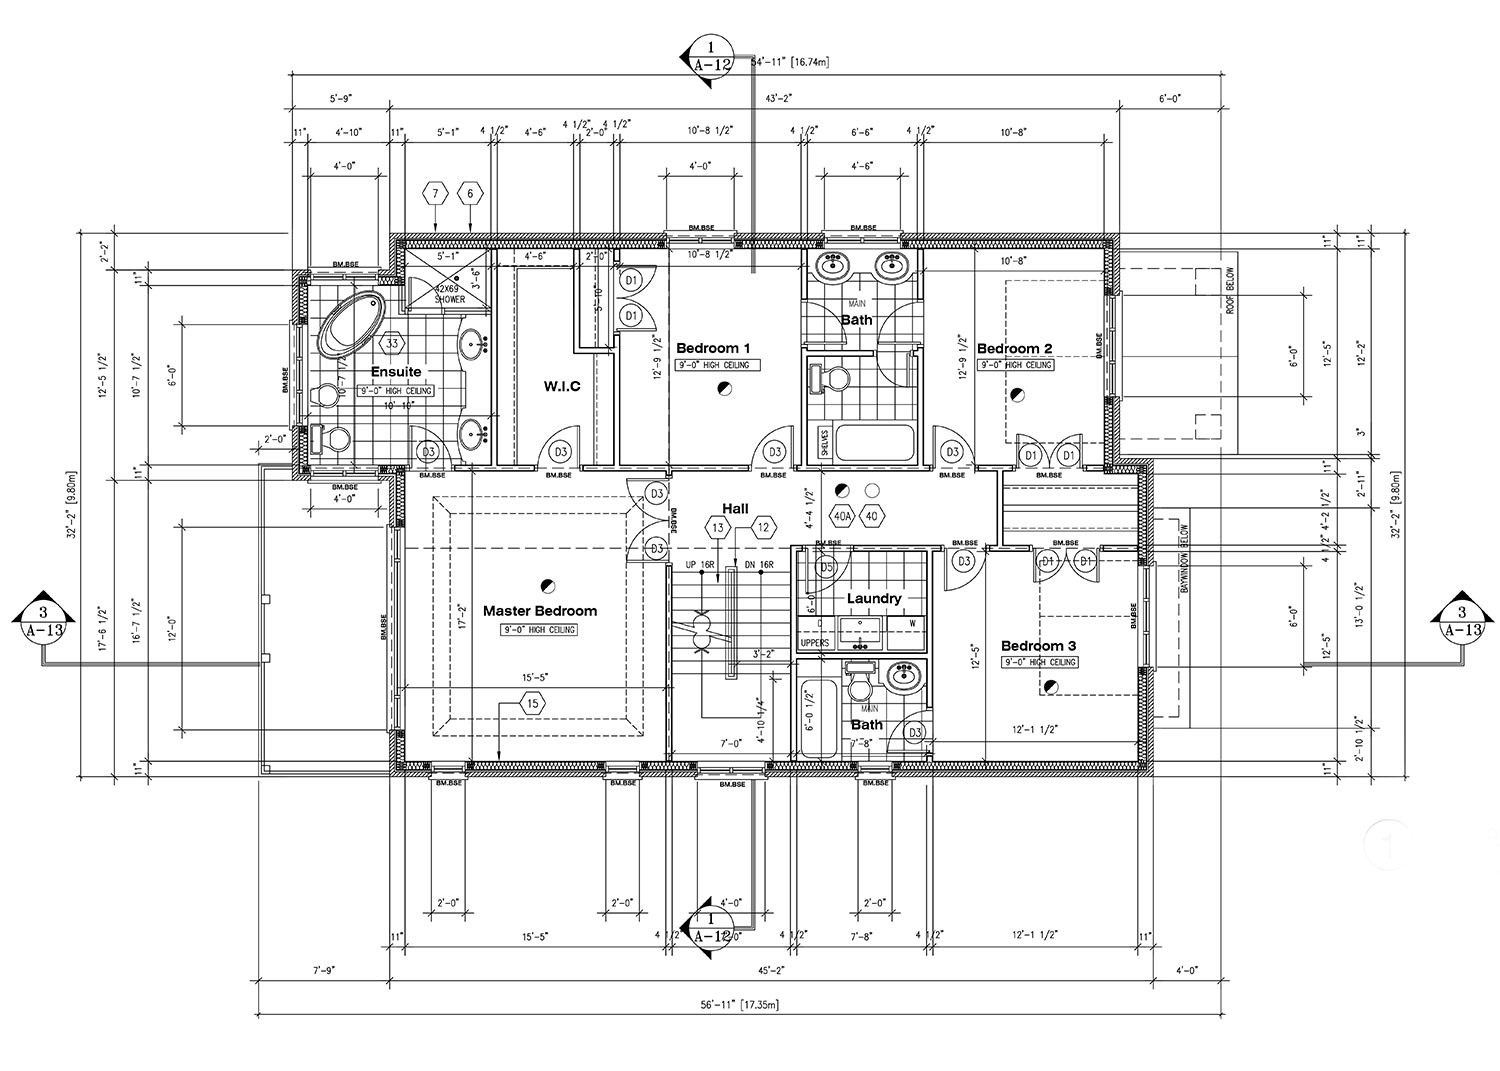 1
A-12
54'-11" [16.74m]
5'-9"
43'-2"
6'-0"
11"
4'-10"
11"
5'-1"
4 1/2"
4'-6"
4 1/2"
2'-0"
4 1/2"
10'-8 1/2"
4 1/2"
6'-6"
4 1/2"
10'-8"
4'-0"
4'-0"
4'-6"
7
6
BM.BSE
BM.BSE
BM.BSE
2'-2"
11"
11"
11"
5'-1"
4'-6"
2'-0"
10'-8 1/2"
10'-8"
3'-6"
42X69
SHOWER
D1
D1
5'-10"
MAIN
Bath
ROOF BELOW
33
Ensuite
9'-0" HIGH CEILING
10'-10"
10'-7 1/2"
W.I.C
Bedroom 1
9'-0" HIGH CEILING
12'-9 1/2"
Bedroom 2
9'-0" HIGH CEILING
12'-9 1/2"
BM.BSE
BM.BSE
12'-5 1/2"
10'-7 1/2"
6'-0"
6'-0"
12'-5"
12'-2"
2'-0"
SHELVES
3"
D3
D3
D3
D3
D1
D1
BM.BSE
BM.BSE
BM.BSE
BM.BSE
BM.BSE
BM.BSE
11"
11"
2'-11"
4'-0"
32'-2" [9.80m]
32'-2" [9.80m]
D3
D3
BM.BSE
Hall
13
12
4'-4 1/2"
40A
40
4'-2 1/2"
4 1/2"
BAYWINDOW BELOW
BM.BSE
BM.BSE
BM.BSE
UP 16R
DN 16R
D5
D3
D1
D1
Laundry
6'-0"
D
W
UPPERS
Master Bedroom
9'-0" HIGH CEILING
17'-2"
15'-5"
15
3'-2"
BM.BSE
BM.BSE
3
A-13
3
A-13
17'-6 1/2"
16'-7 1/2"
12'-0"
6'-0"
12'-5"
13'-0 1/2"
Bedroom 3
9'-0" HIGH CEILING
12'-5"
12'-1 1/2"
MAIN
Bath
D3
6'-0 1/2"
7'-8"
4'-10 1/4"
7'-0"
2'-10 1/2"
11"
11"
BM.BSE
BM.BSE
BM.BSE
BM.BSE
2'-0"
2'-0"
4'-0"
2'-0"
1
A-12
11"
15'-5"
4 1/2"
7'-0"
4 1/2"
7'-8"
4 1/2"
12'-1 1/2"
11"
7'-9"
45'-2"
4'-0"
56'-11" [17.35m]